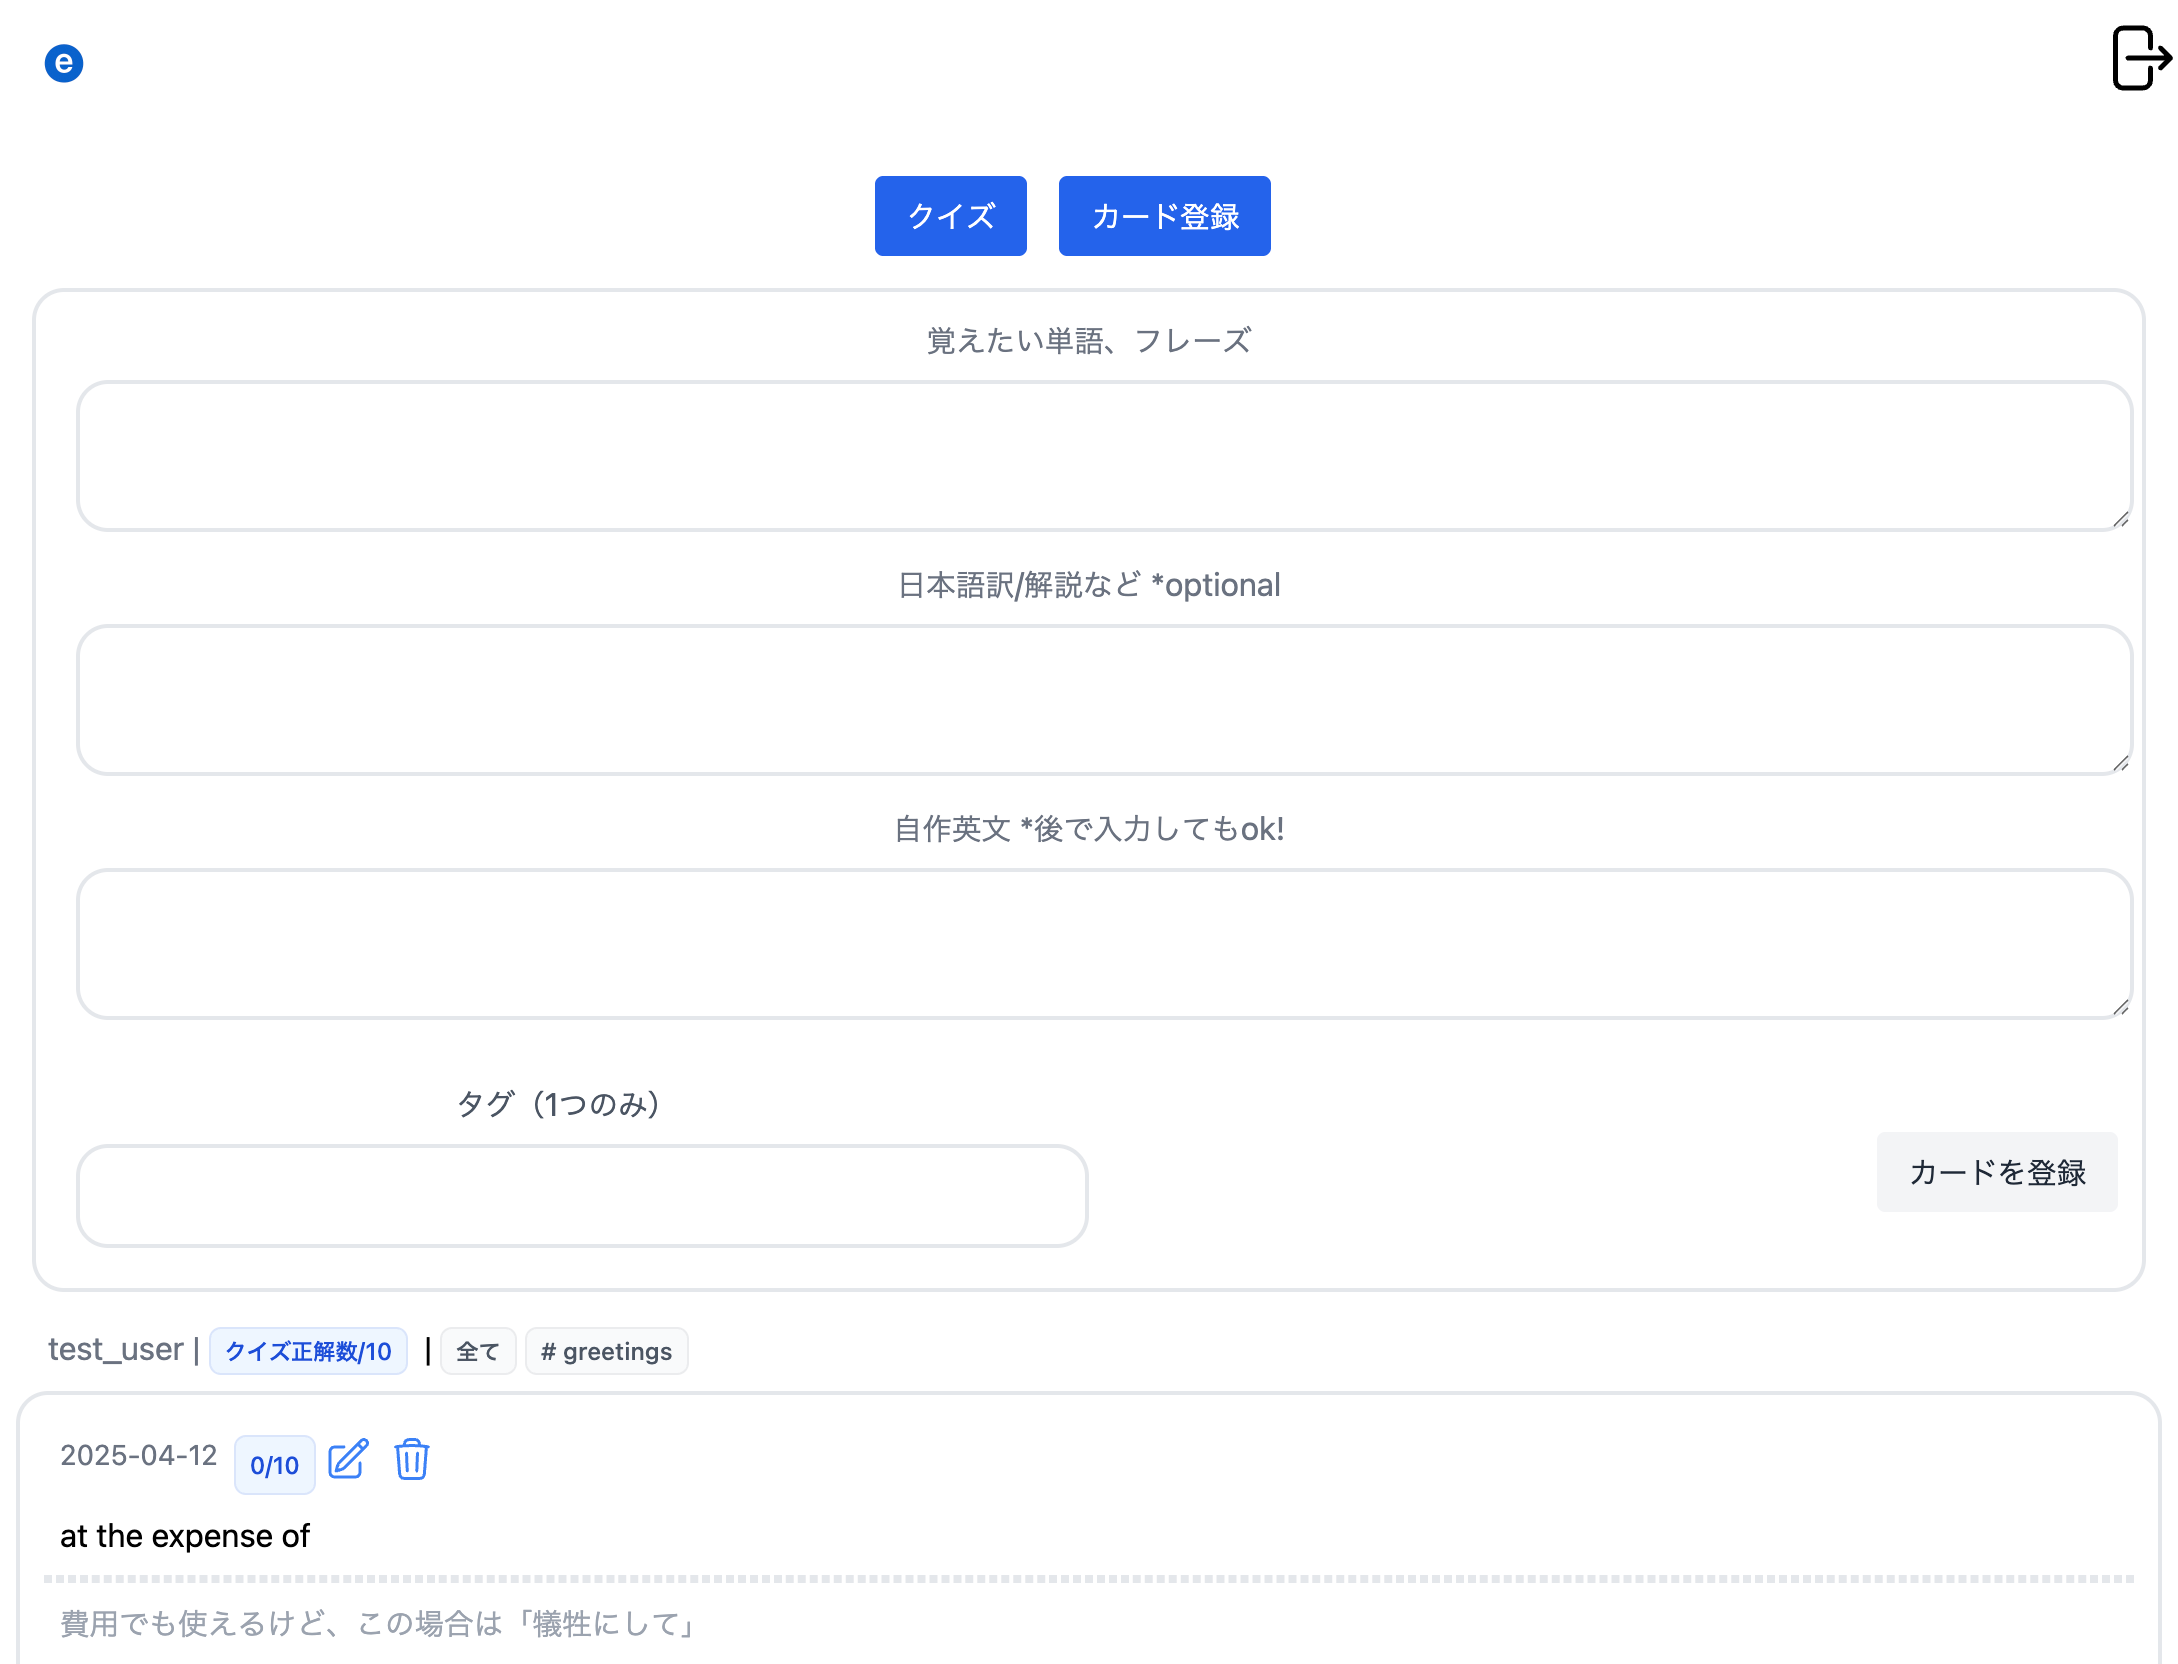 e
クイズ カード登録
覚えたい単語、フレーズ
日本語訳/解説など *optional
自作英文 *後で入力してもok!
タグ（1つのみ）
カードを登録
test_user | クイズ正解数/10 | 全て # greetings
2025-04-12 0/10
at the expense of
費用でも使えるけど、この場合は「犠牲にして」